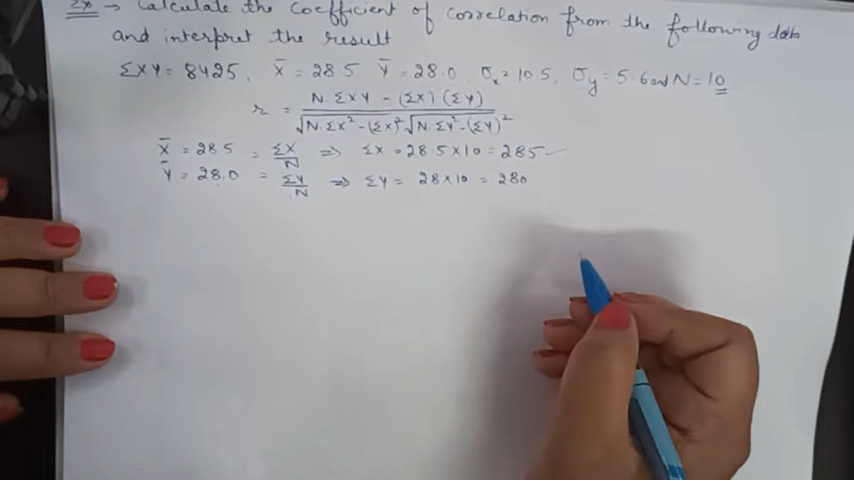 Ex → Calculate the Coefficient of Correlation from the following data
and interpret the result
ΣXY = 8425, X̄ = 28.5 Ȳ = 28.0, σx = 10.5, σy = 5.6 and N = 10
r = N.ΣXY - (ΣX) (ΣY) / √N.ΣX² - (ΣX)² √N.ΣY² - (ΣY)²
X̄ = 28.5 = ΣX/N ⇒ ΣX = 28.5×10 = 285
Ȳ = 28.0 = ΣY/N ⇒ ΣY = 28×10 = 280